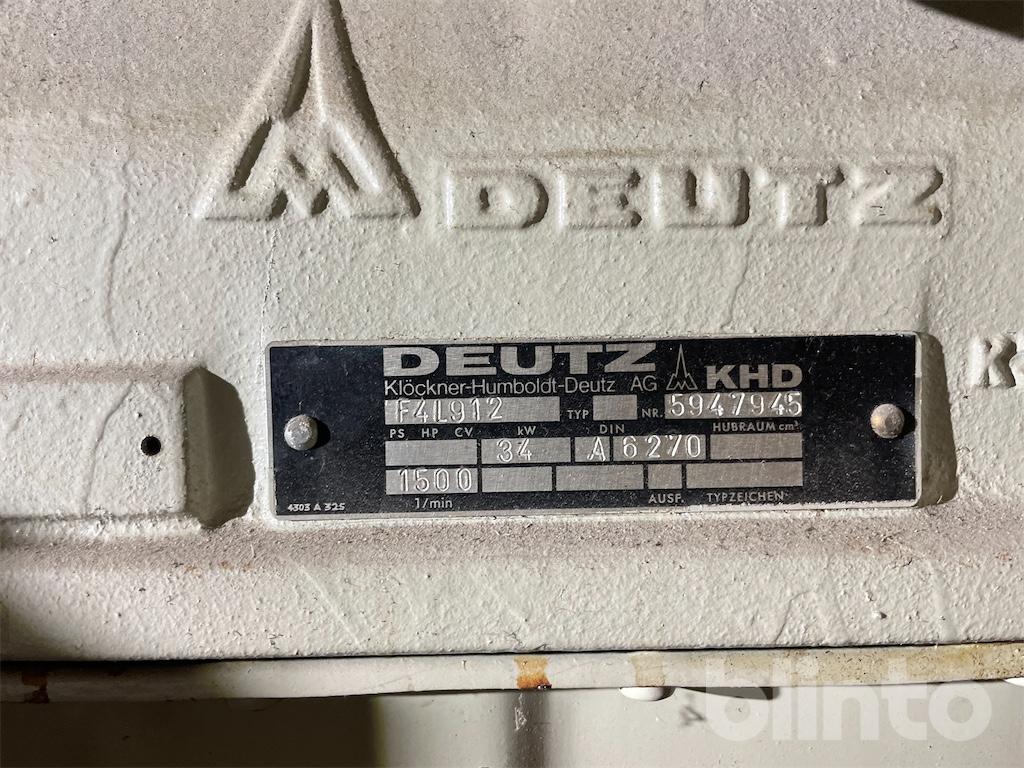 DEUTZ
DEUTZ KHD
Klöckner-Humboldt-Deutz AG
F4L912 TYP NR. 5947945
PS HP CV kW DIN HUBRAUM cm³
34 A 6270
1500
1/min AUSF. TYPZEICHEN
4303 A 325
blinto